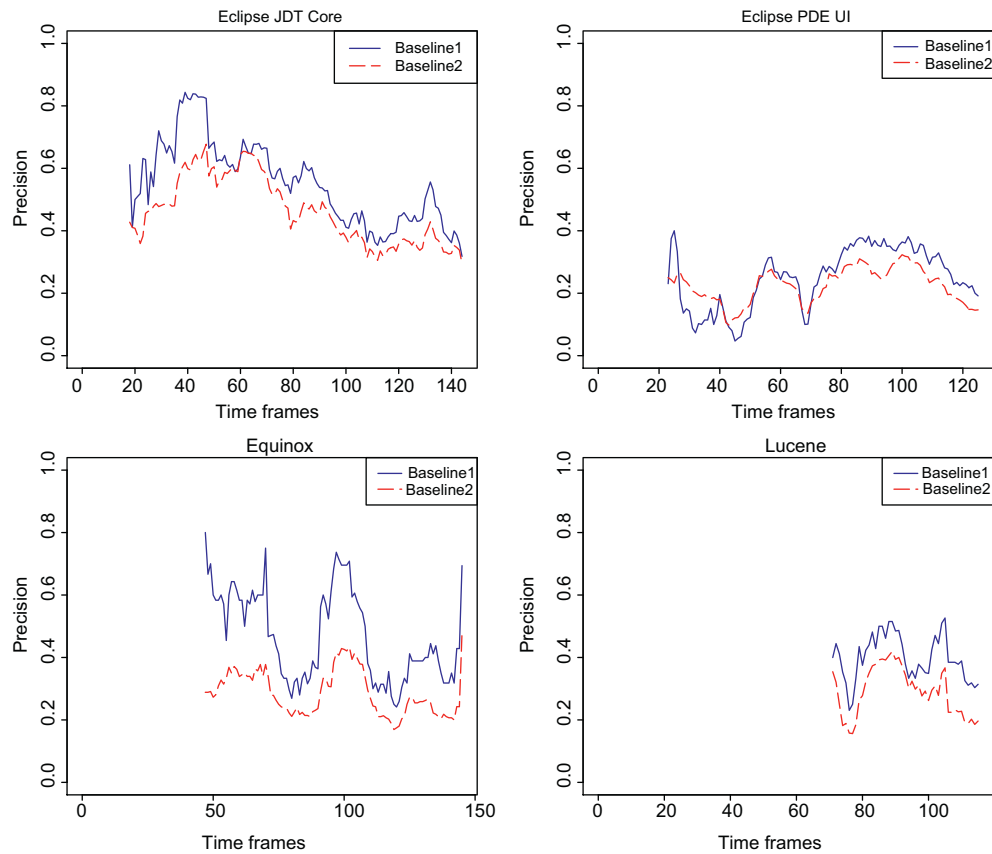 Eclipse JDT Core
Baseline1
Baseline2
Precision
1.0
0.8
0.6
0.4
0.2
0.0
0 20 40 60 80 100 120 140
Time frames
Eclipse PDE UI
Baseline1
Baseline2
Precision
1.0
0.8
0.6
0.4
0.2
0.0
0 20 40 60 80 100 120
Time frames
Equinox
Baseline1
Baseline2
Precision
1.0
0.8
0.6
0.4
0.2
0.0
0 50 100 150
Time frames
Lucene
Baseline1
Baseline2
Precision
1.0
0.8
0.6
0.4
0.2
0.0
0 20 40 60 80 100
Time frames